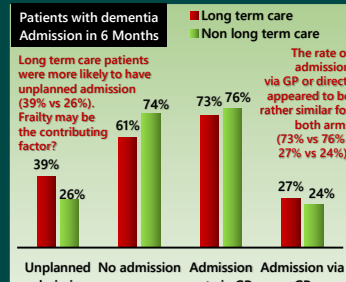 Patients with dementia
Admission in 6 Months
Long term care
Non long term care
Long term care patients
were more likely to have
unplanned admission
(39% vs 26%).
Frailty may be
the contributing
factor?
The rate o
admission
via GP or direct
appeared to be
rather similar fo
both arm
(73% vs 76%
27% vs 24%)
39%
26%
61%
74%
73%
76%
27%
24%
Unplanned
No admission
Admission
Admission via